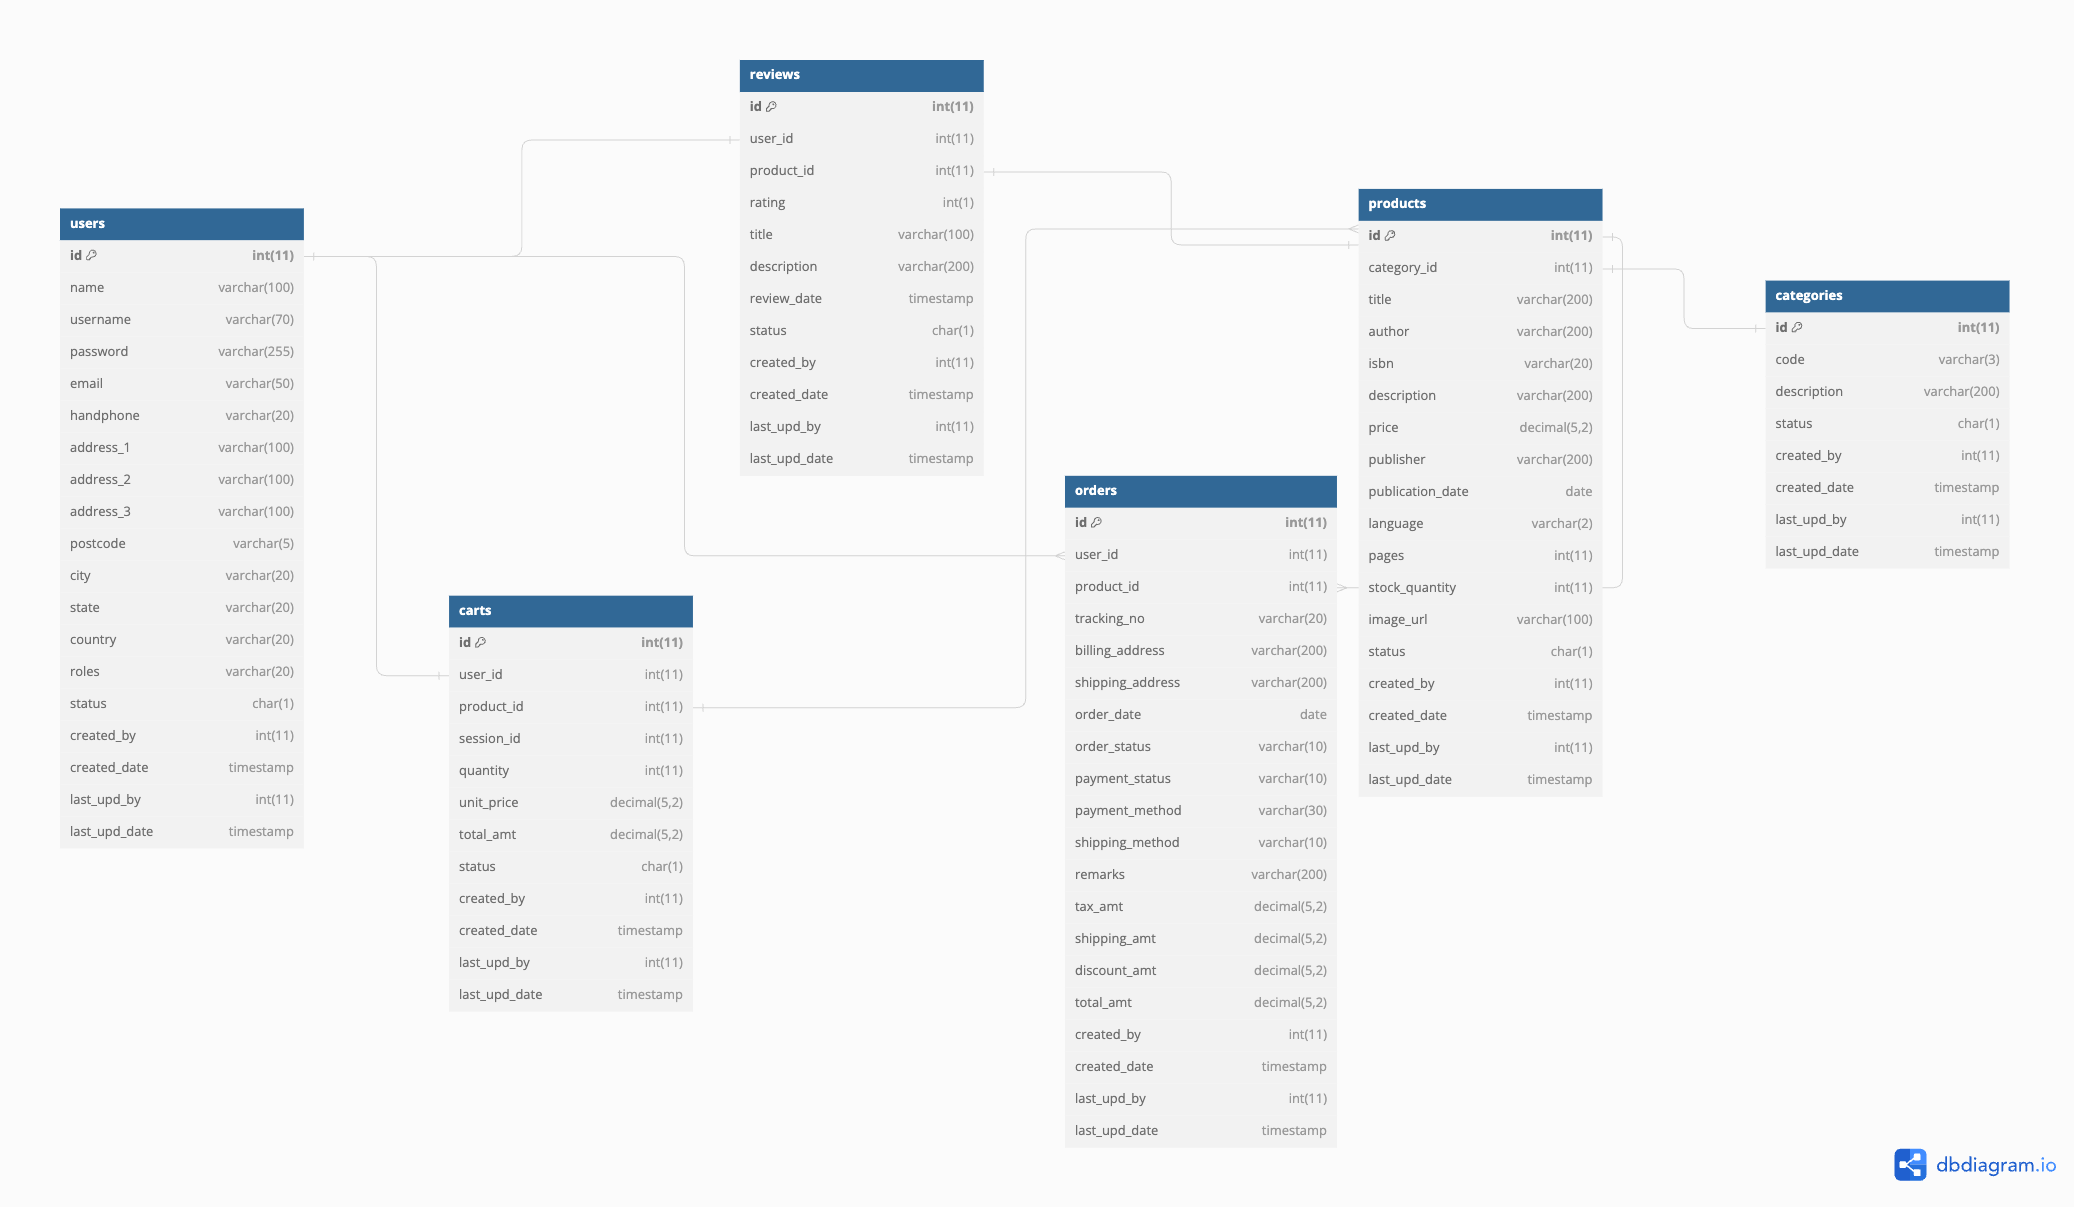 reviews
id int(11)
user_id int(11)
product_id int(11)
rating int(1)
title varchar(100)
description varchar(200)
review_date timestamp
status char(1)
created_by int(11)
created_date timestamp
last_upd_by int(11)
last_upd_date timestamp
users
id int(11)
name varchar(100)
username varchar(70)
password varchar(255)
email varchar(50)
handphone varchar(20)
address_1 varchar(100)
address_2 varchar(100)
address_3 varchar(100)
postcode varchar(5)
city varchar(20)
state varchar(20)
country varchar(20)
roles varchar(20)
status char(1)
created_by int(11)
created_date timestamp
last_upd_by int(11)
last_upd_date timestamp
carts
id int(11)
user_id int(11)
product_id int(11)
session_id int(11)
quantity int(11)
unit_price decimal(5,2)
total_amt decimal(5,2)
status char(1)
created_by int(11)
created_date timestamp
last_upd_by int(11)
last_upd_date timestamp
orders
id int(11)
user_id int(11)
product_id int(11)
tracking_no varchar(20)
billing_address varchar(200)
shipping_address varchar(200)
order_date date
order_status varchar(10)
payment_status varchar(10)
payment_method varchar(30)
shipping_method varchar(10)
remarks varchar(200)
tax_amt decimal(5,2)
shipping_amt decimal(5,2)
discount_amt decimal(5,2)
total_amt decimal(5,2)
created_by int(11)
created_date timestamp
last_upd_by int(11)
last_upd_date timestamp
products
id int(11)
category_id int(11)
title varchar(200)
author varchar(200)
isbn varchar(20)
description varchar(200)
price decimal(5,2)
publisher varchar(200)
publication_date date
language varchar(2)
pages int(11)
stock_quantity int(11)
image_url varchar(100)
status char(1)
created_by int(11)
created_date timestamp
last_upd_by int(11)
last_upd_date timestamp
categories
id int(11)
code varchar(3)
description varchar(200)
status char(1)
created_by int(11)
created_date timestamp
last_upd_by int(11)
last_upd_date timestamp
dbdiagram.io